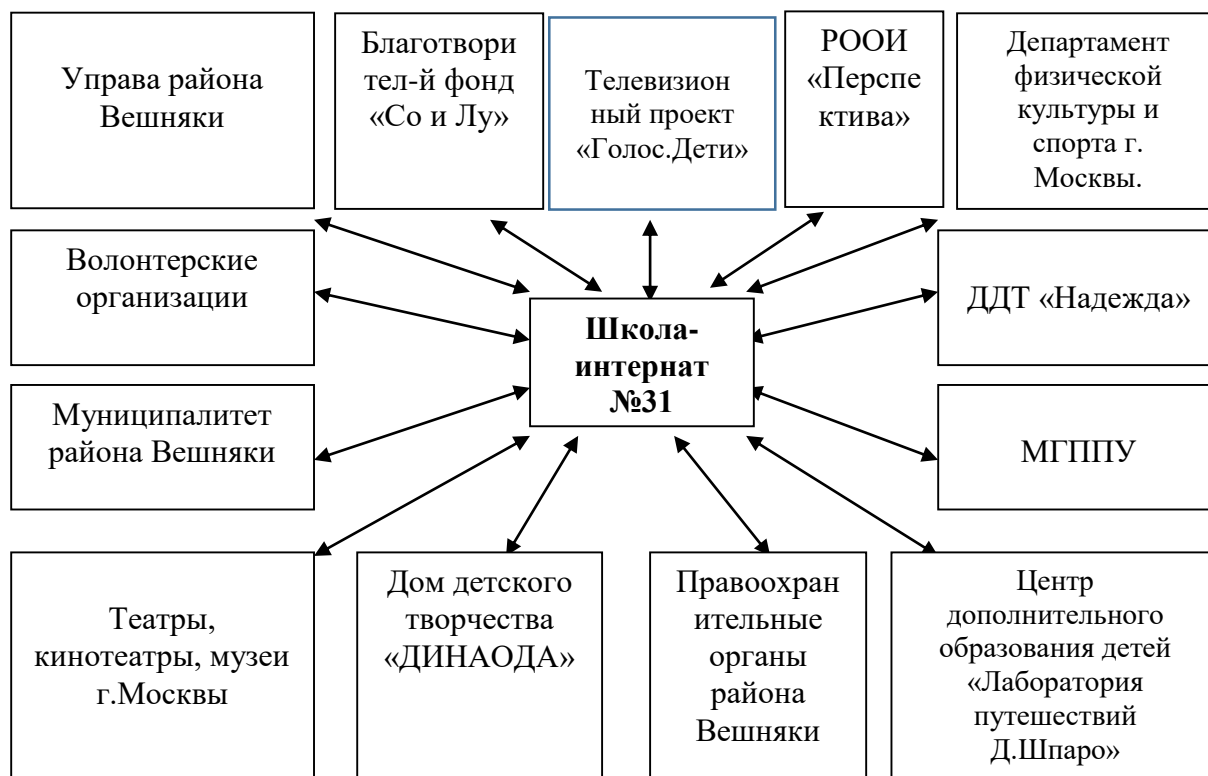 Управа района
Вешняки
Благотвори
тел-й фонд
«Со и Лу»
Телевизион
ный проект
«Голос.Дети»
РООИ
«Перспе
ктива»
Департамент
физической
культуры и
спорта г.
Москвы.
Волонтерские
организации
ДДТ «Надежда»
Школа-
интернат
№31
Муниципалитет
района Вешняки
МГППУ
Театры,
кинотеатры, музеи
г.Москвы
Дом детского
творчества
«ДИНАОДА»
Правоохран
ительные
органы
района
Вешняки
Центр
дополнительного
образования детей
«Лаборатория
путешествий
Д.Шпаро»